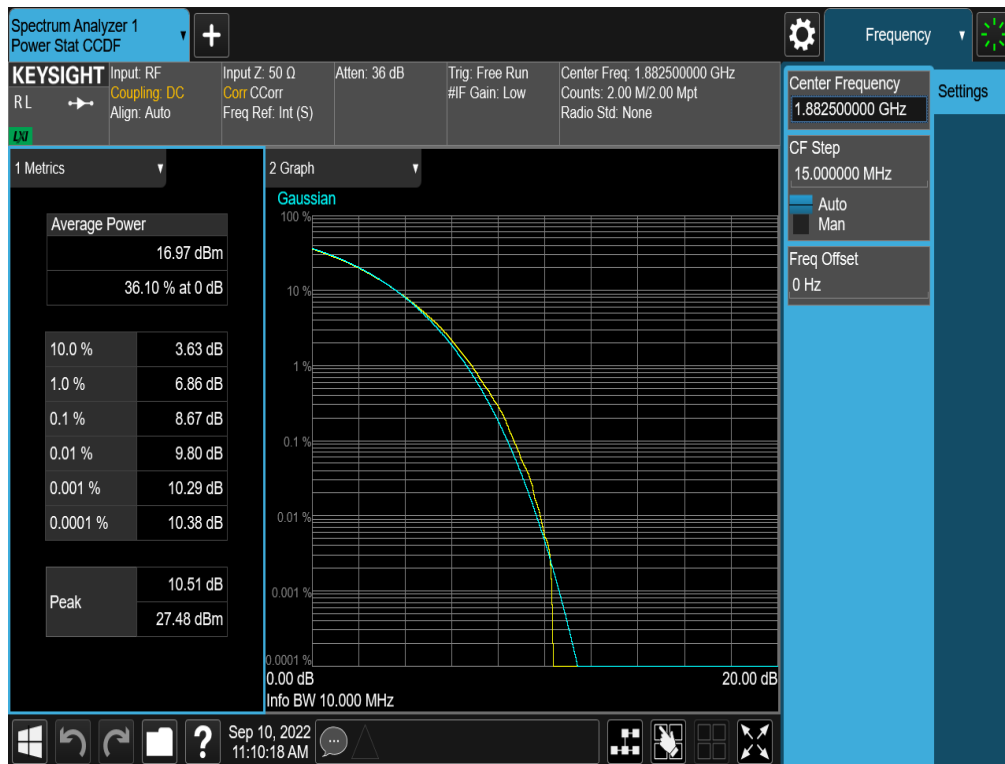 Spectrum Analyzer 1
Power Stat CCDF
Frequency
KEYSIGHT
R L
LXI
Input: RF
Coupling: DC
Align: Auto
Input Z: 50 Ω
Corr CCorr
Freq Ref: Int (S)
Atten: 36 dB
Trig: Free Run
#IF Gain: Low
Center Freq: 1.882500000 GHz
Counts: 2.00 M/2.00 Mpt
Radio Std: None
Center Frequency
1.882500000 GHz
Settings
CF Step
15.000000 MHz
Auto
Man
Freq Offset
0 Hz
1 Metrics
Average Power
16.97 dBm
36.10 % at 0 dB
10.0 % 3.63 dB
1.0 % 6.86 dB
0.1 % 8.67 dB
0.01 % 9.80 dB
0.001 % 10.29 dB
0.0001 % 10.38 dB
Peak
10.51 dB
27.48 dBm
2 Graph
Gaussian
100 %
10 %
1 %
0.1 %
0.01 %
0.001 %
0.0001 %
0.00 dB
20.00 dB
Info BW 10.000 MHz
?
Sep 10, 2022
11:10:18 AM